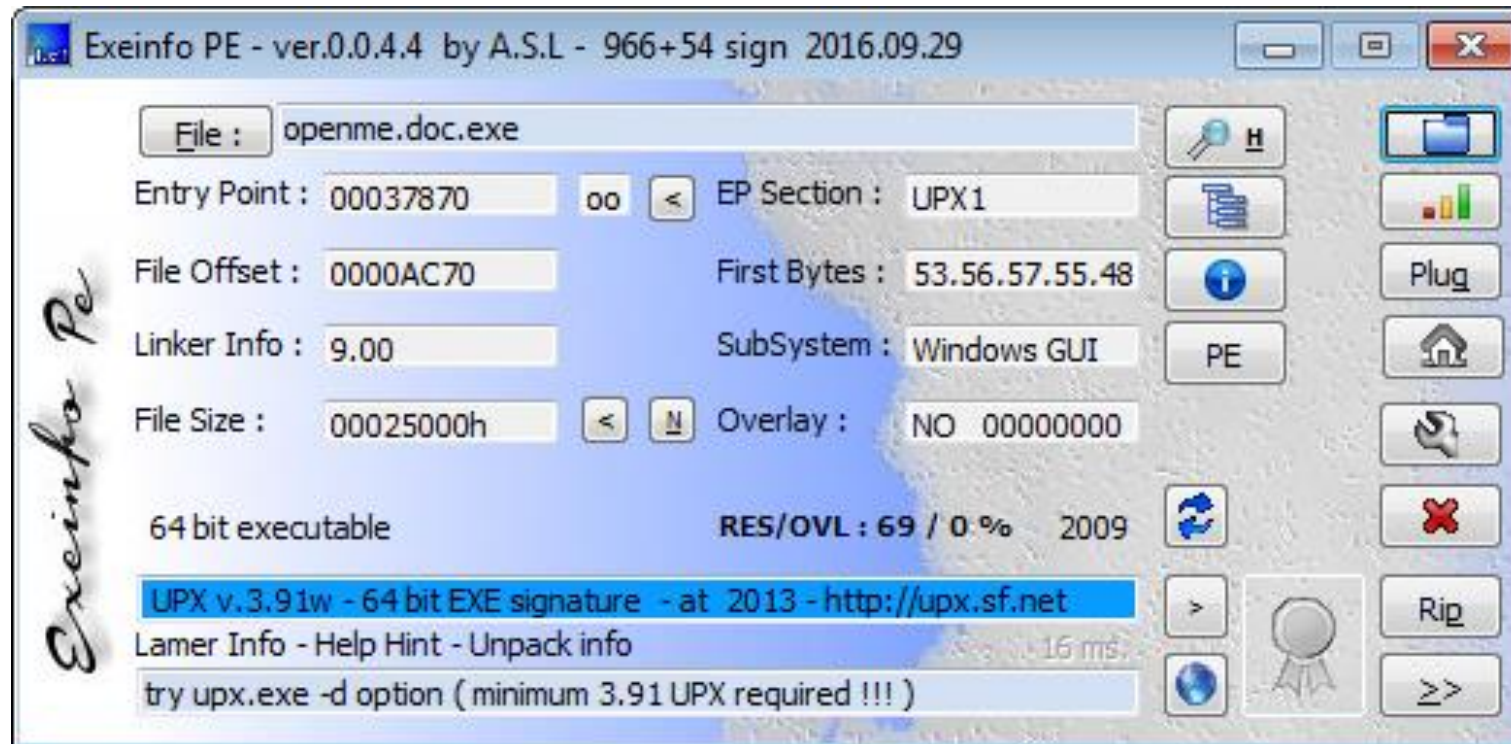 Exeinfo PE - ver.0.0.4.4 by A.S.L - 966+54 sign 2016.09.29
Exeinfo Pe
File : openme.doc.exe H
Entry Point : 00037870 oo < EP Section : UPX1
File Offset : 0000AC70 First Bytes : 53.56.57.55.48 Plug
Linker Info : 9.00 SubSystem : Windows GUI PE
File Size : 00025000h < N Overlay : NO 00000000
64 bit executable RES/OVL : 69 / 0 % 2009
UPX v.3.91w - 64 bit EXE signature - at 2013 - http://upx.sf.net > Rip
Lamer Info - Help Hint - Unpack info 16 ms.
try upx.exe -d option ( minimum 3.91 UPX required !!! ) >>